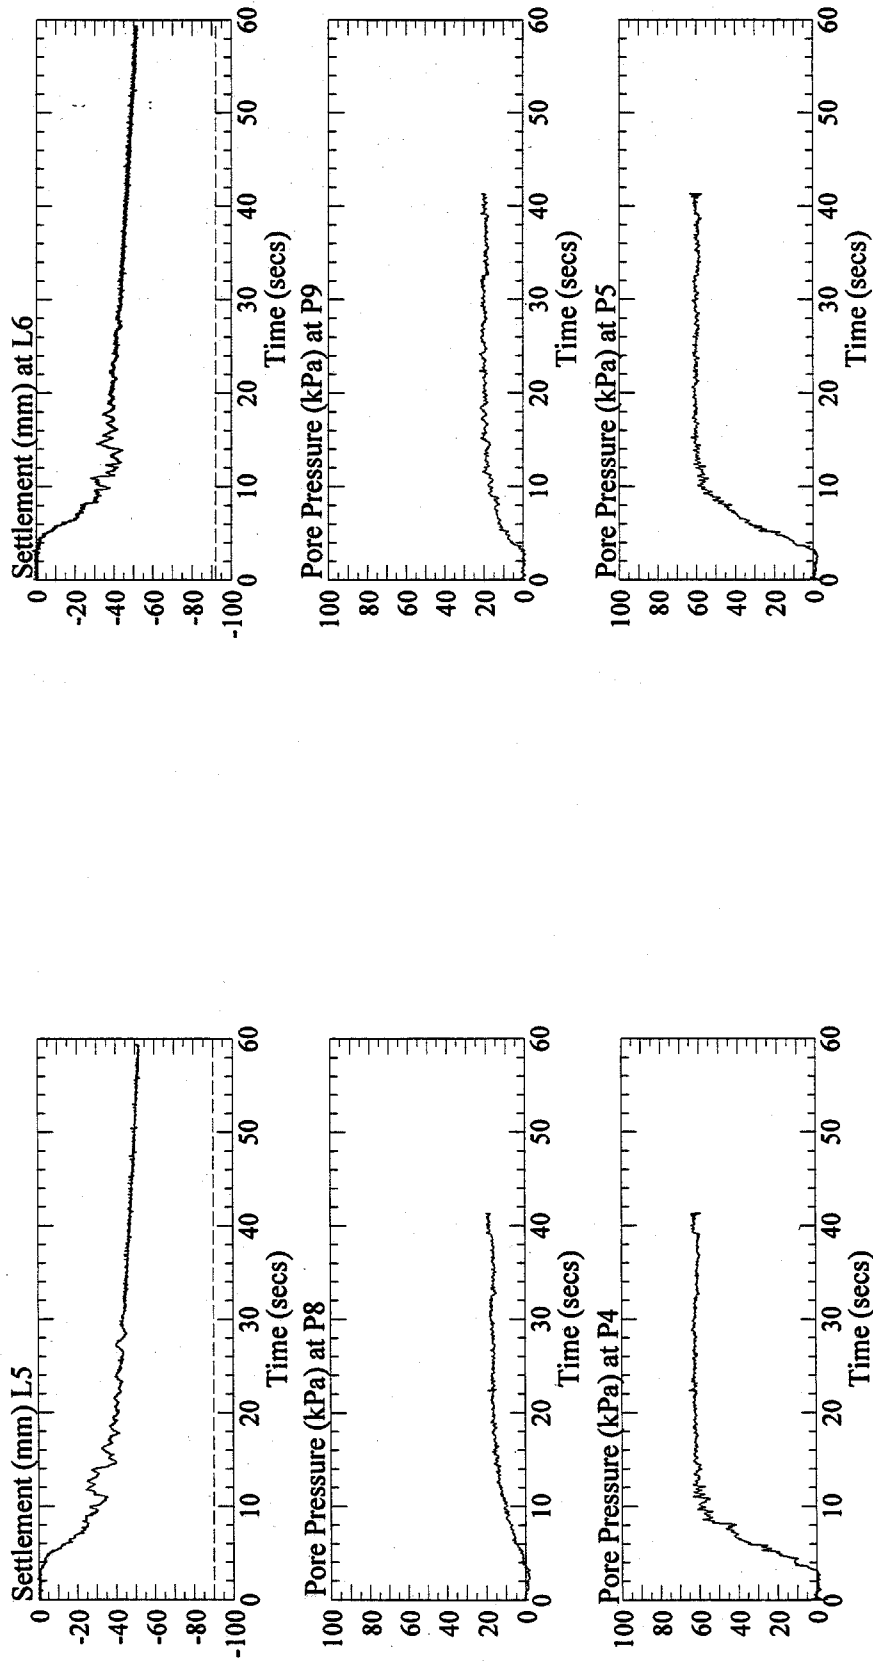 Settlement (mm) L5
0
-20
-40
-60
-80
-100
0 10 20 30 40 50 60
Time (secs)
Settlement (mm) at L6
0
-20
-40
-60
-80
-100
0 10 20 30 40 50 60
Time (secs)
Pore Pressure (kPa) at P8
100
80
60
40
20
0
0 10 20 30 40 50 60
Time (secs)
Pore Pressure (kPa) at P9
100
80
60
40
20
0
0 10 20 30 40 50 60
Time (secs)
Pore Pressure (kPa) at P4
100
80
60
40
20
0
0 10 20 30 40 50 60
Time (secs)
Pore Pressure (kPa) at P5
100
80
60
40
20
0
0 10 20 30 40 50 60
Time (secs)